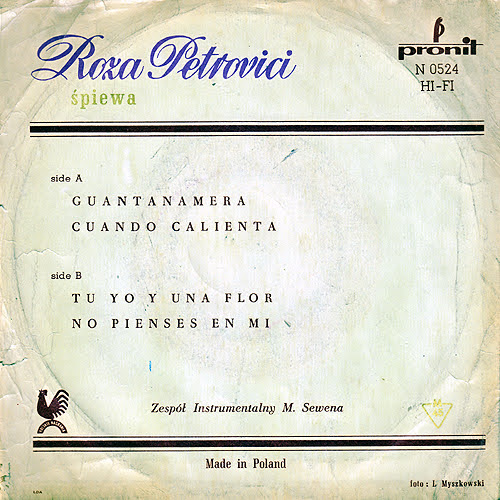 Roza Petrovici
śpiewa
pronit
N 0524
HI-FI
side A
GUANTANAMERA
CUANDO CALIENTA
side B
TU YO Y UNA FLOR
NO PIENSES EN MI
Zespół Instrumentalny M. Sewena
Made in Poland
foto: L Myszkowski